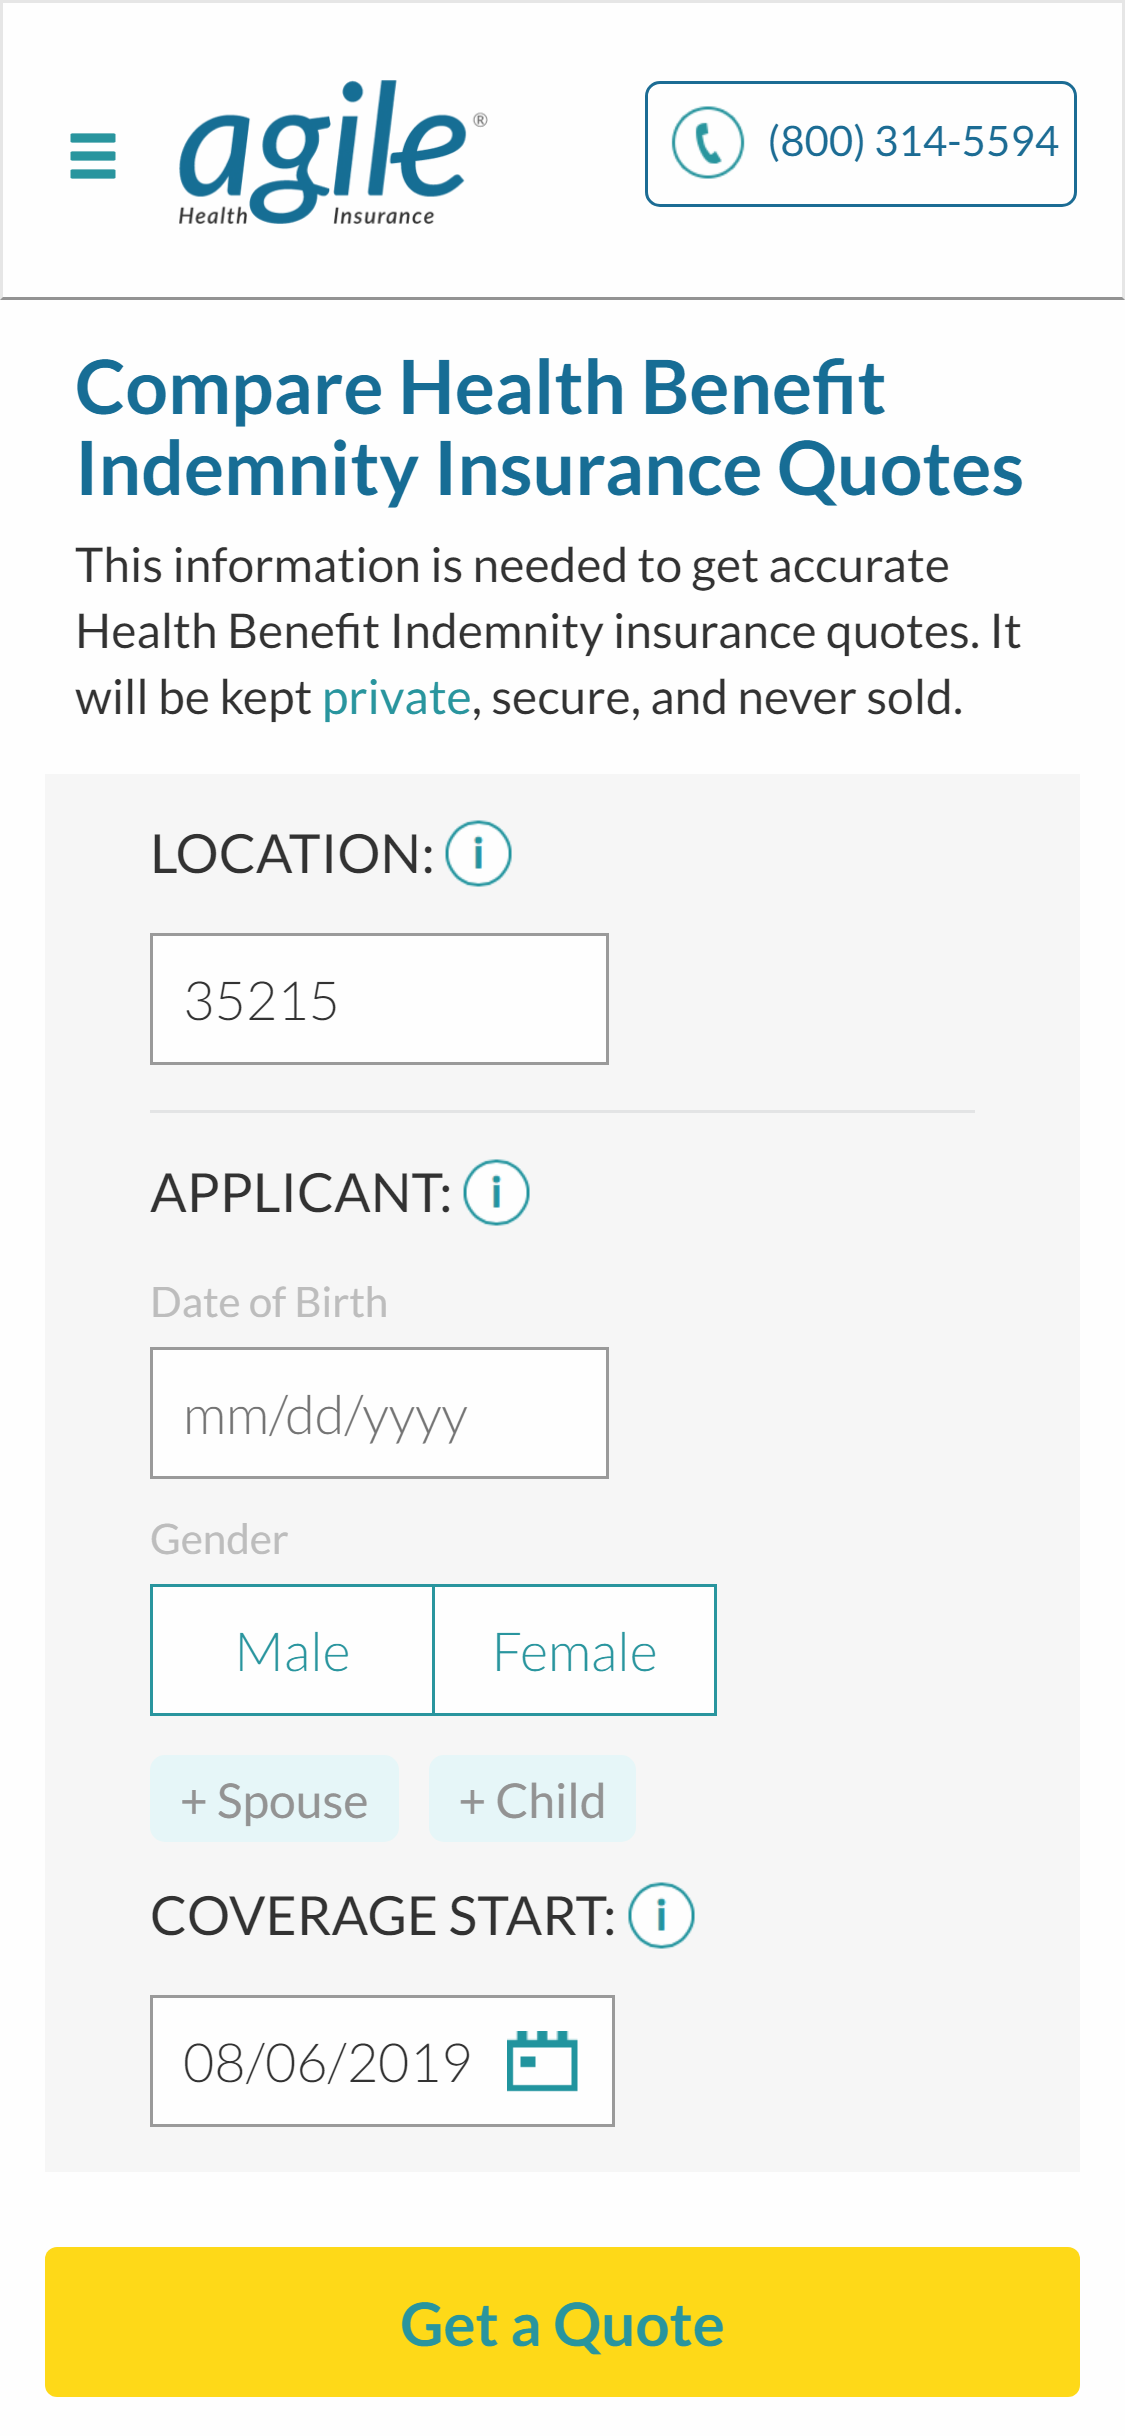 agile®
Health Insurance
(800) 314-5594
Compare Health Benefit
Indemnity Insurance Quotes
This information is needed to get accurate
Health Benefit Indemnity insurance quotes. It
will be kept private, secure, and never sold.
LOCATION: i
35215
APPLICANT: i
Date of Birth
mm/dd/yyyy
Gender
Male Female
+ Spouse + Child
COVERAGE START: i
08/06/2019
Get a Quote